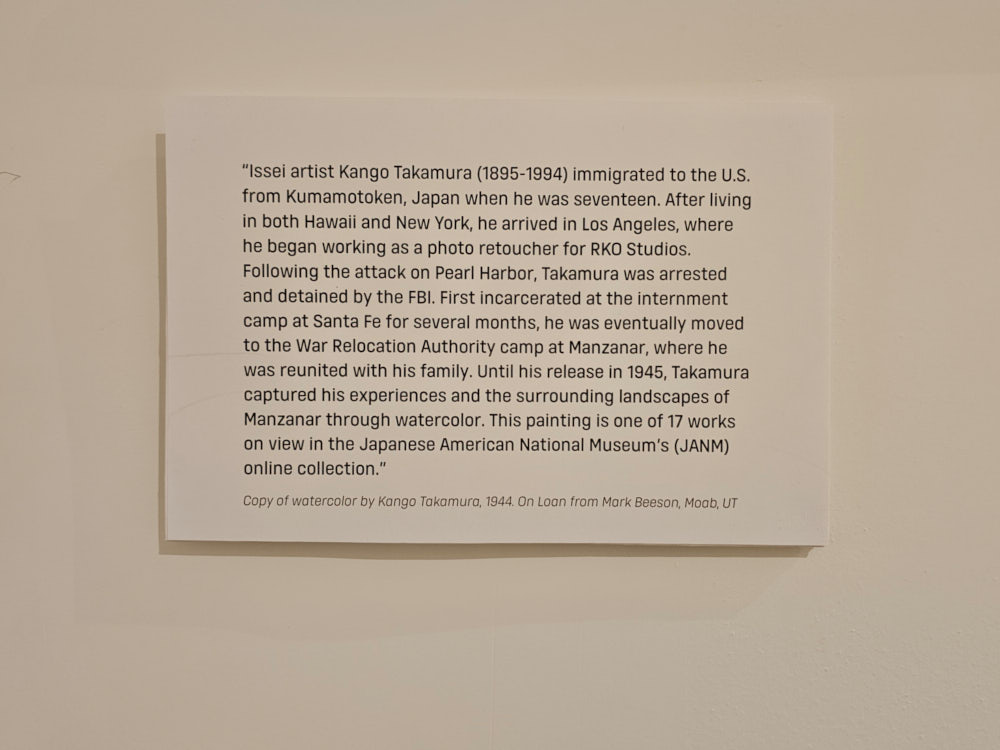 “Issei artist Kango Takamura (1895-1994) immigrated to the U.S.
from Kumamotoken, Japan when he was seventeen. After living
in both Hawaii and New York, he arrived in Los Angeles, where
he began working as a photo retoucher for RKO Studios.
Following the attack on Pearl Harbor, Takamura was arrested
and detained by the FBI. First incarcerated at the internment
camp at Santa Fe for several months, he was eventually moved
to the War Relocation Authority camp at Manzanar, where he
was reunited with his family. Until his release in 1945, Takamura
captured his experiences and the surrounding landscapes of
Manzanar through watercolor. This painting is one of 17 works
on view in the Japanese American National Museum’s (JANM)
online collection.”
Copy of watercolor by Kango Takamura, 1944. On Loan from Mark Beeson, Moab, UT